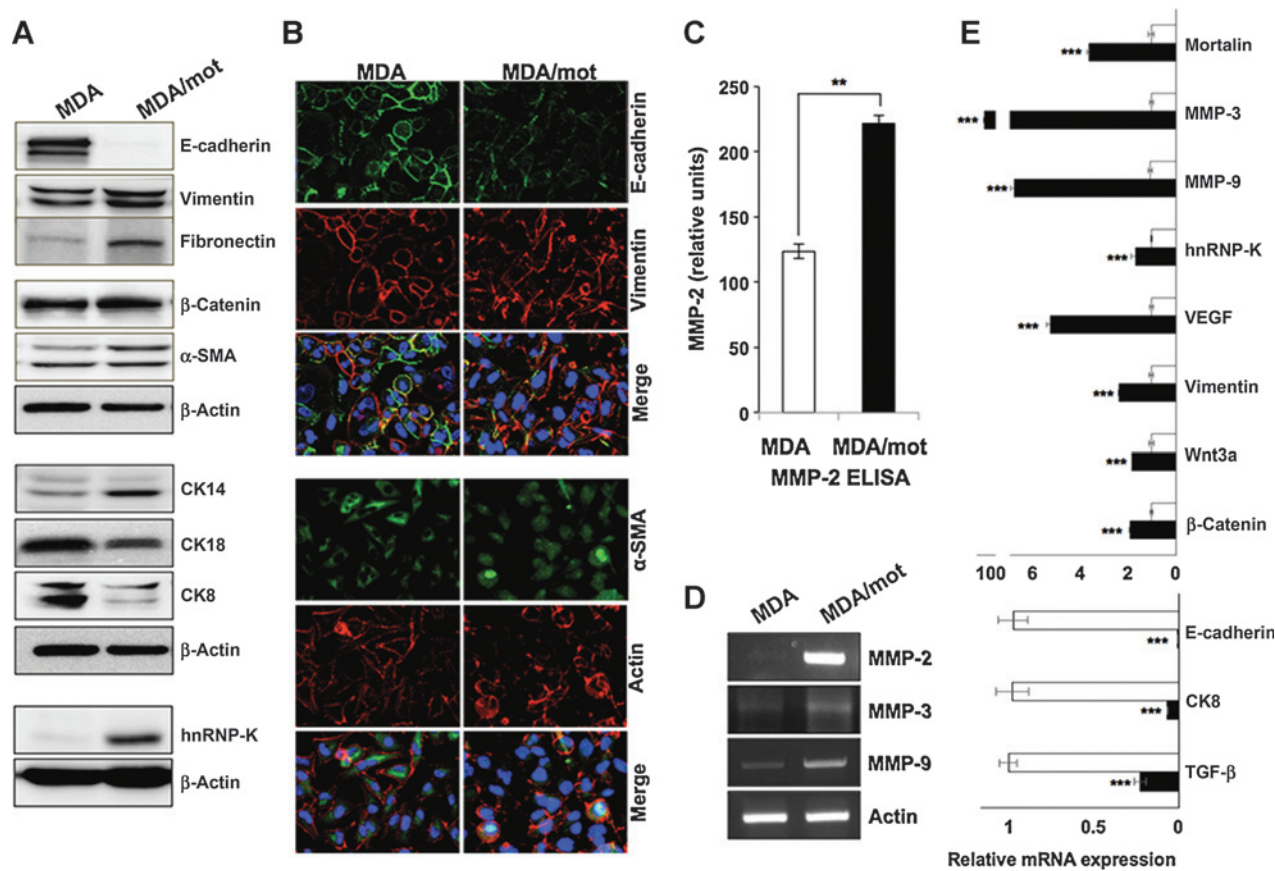 A
MDA
MDA/mot
E-cadherin
Vimentin
Fibronectin
β-Catenin
α-SMA
β-Actin
CK14
CK18
CK8
β-Actin
hnRNP-K
β-Actin
B
MDA
MDA/mot
E-cadherin
Vimentin
Merge
α-SMA
Actin
Merge
C
MMP-2 (relative units)
250
200
150
100
50
0
**
MDA
MDA/mot
MMP-2 ELISA
D
MDA
MDA/mot
MMP-2
MMP-3
MMP-9
Actin
E
*** Mortalin
*** MMP-3
*** MMP-9
*** hnRNP-K
*** VEGF
*** Vimentin
*** Wnt3a
*** β-Catenin
100 6 4 2 0
*** E-cadherin
*** CK8
*** TGF-β
1 0.5 0
Relative mRNA expression